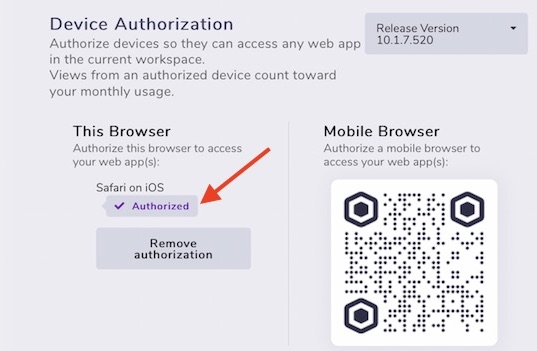 Device Authorization
Authorize devices so they can access any web app
in the current workspace.
Views from an authorized device count toward
your monthly usage.
Release Version
10.1.7.520
This Browser
Authorize this browser to access
your web app(s):
Safari on iOS
Authorized
Remove
authorization
Mobile Browser
Authorize a mobile browser to
access your web app(s):